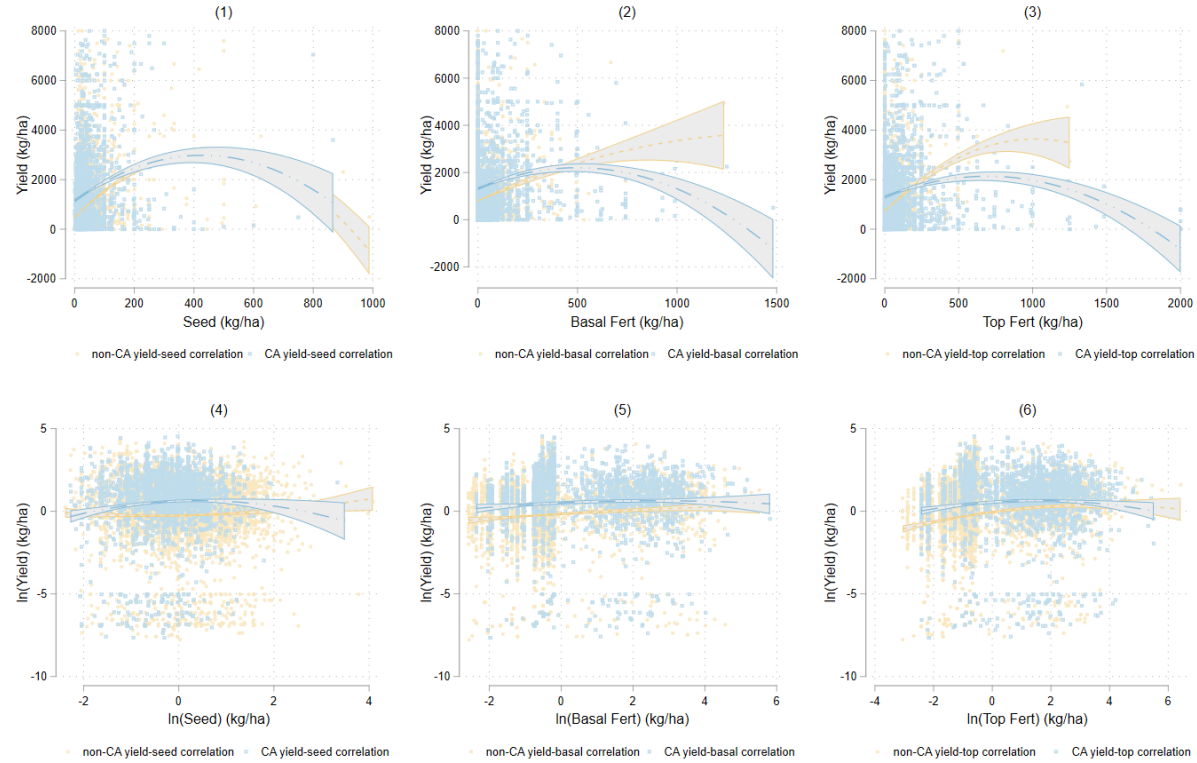 (1)
8000
6000
4000
2000
0
-2000
Yield (kg/ha)
0 200 400 600 800 1000
Seed (kg/ha)
non-CA yield-seed correlation CA yield-seed correlation
(2)
8000
6000
4000
2000
0
-2000
Yield (kg/ha)
0 500 1000 1500
Basal Fert (kg/ha)
non-CA yield-basal correlation CA yield-basal correlation
(3)
8000
6000
4000
2000
0
-2000
Yield (kg/ha)
0 500 1000 1500 2000
Top Fert (kg/ha)
non-CA yield-top correlation CA yield-top correlation
(4)
5
0
-5
-10
ln(Yield) (kg/ha)
-2 0 2 4
ln(Seed) (kg/ha)
non-CA yield-seed correlation CA yield-seed correlation
(5)
5
0
-5
-10
ln(Yield) (kg/ha)
-2 0 2 4 6
ln(Basal Fert) (kg/ha)
non-CA yield-basal correlation CA yield-basal correlation
(6)
5
0
-5
-10
ln(Yield) (kg/ha)
-4 -2 0 2 4 6
ln(Top Fert) (kg/ha)
non-CA yield-top correlation CA yield-top correlation